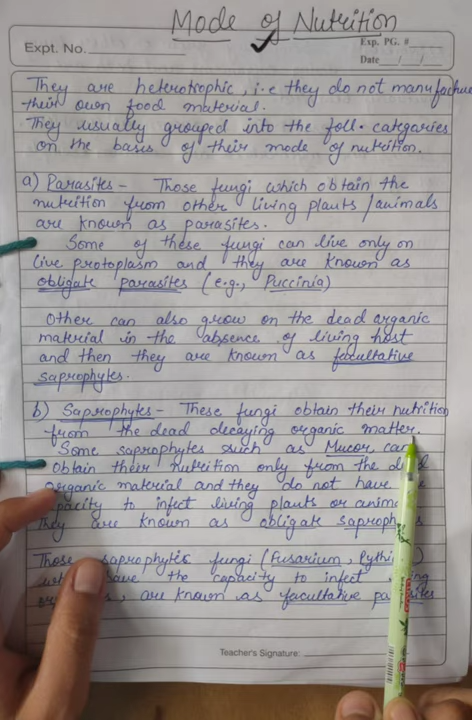 Mode of Nutrition
Expt. No.
Exp. PG. #
Date / /
They are heterotrophic, i.e they do not manufacture
their own food material.
They usually grouped into the foll. categories
on the basis of their mode of nutrition.
a) Parasites - Those fungi which obtain the
nutrition from other living plants/animals
are known as parasites.
Some of these fungi can live only on
live protoplasm and they are known as
obligate parasites (e.g., Puccinia)
Other can also grow on the dead organic
material in the absence of living host
and then they are known as facultative
saprophytes.
b) Saprophytes - These fungi obtain their nutrition
from the dead decaying organic matter.
Some saprophytes such as Mucor can
Obtain their nutrition only from the
organic material and they do not have
to infect living plants or
They are known as obligate
Those saprophytes fungi (Fusarium,
the capacity to infect
are known as facultative
Teacher's Signature: